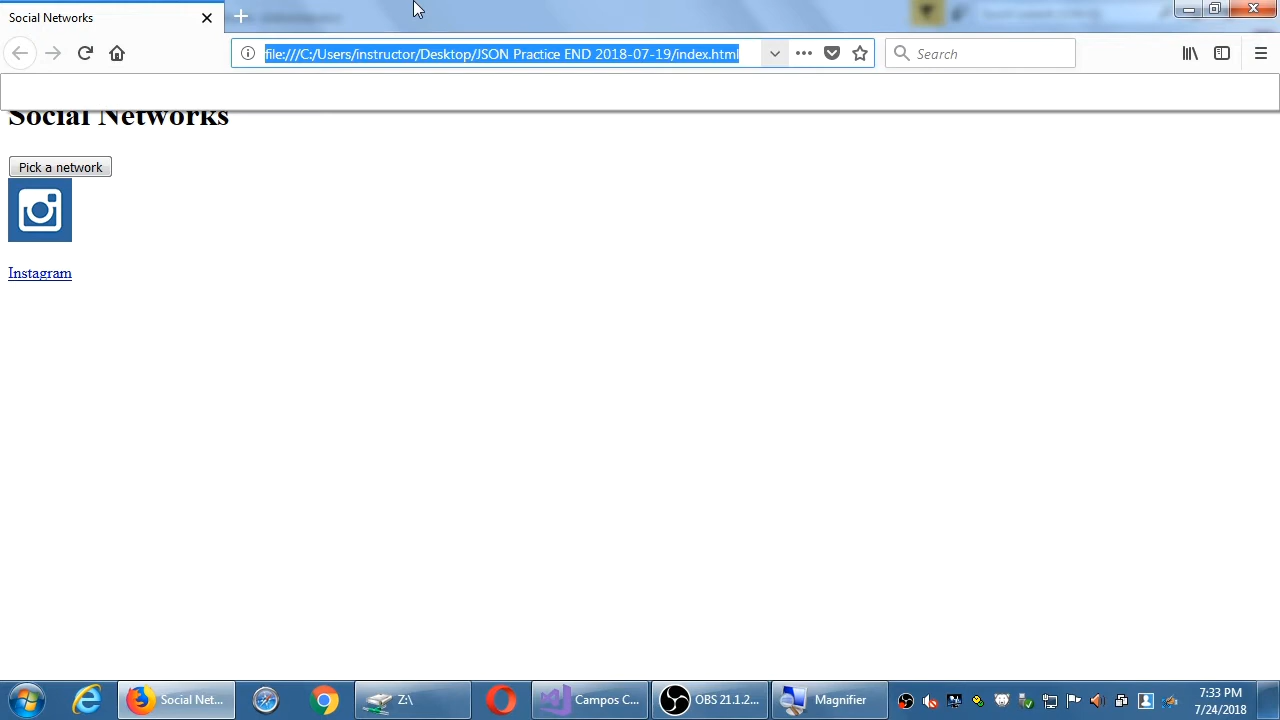 Social Networks
file:///C:/Users/instructor/Desktop/JSON Practice END 2018-07-19/index.html
Search
Social Networks
Pick a network
Instagram
Social Net...
Z:\
Campos C...
OBS 21.1.2...
Magnifier
7:33 PM
7/24/2018